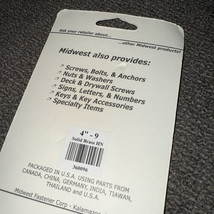 Ask your retailer about...
...other Midwest products!
Midwest also provides:
Screws, Bolts, & Anchors
Nuts & Washers
Deck & Drywall Screws
Signs, Letters, & Numbers
Keys & Key Accessories
Specialty Items
4" - 9
Solid Brass HN
PACKAGED IN U.S.A. USING PARTS FROM
CANADA, CHINA, GERMANY, INDIA, TAIWAN,
THAILAND and U.S.A.
Midwest Fastener Corp - Kalamazoo